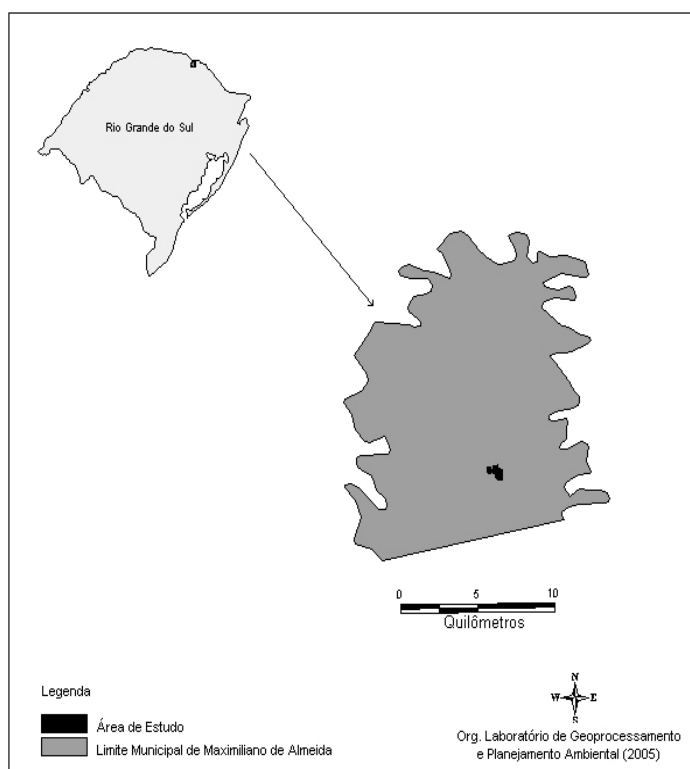 Rio Grande do Sul
0 5 10
Quilômetros
Legenda
Área de Estudo
Limite Municipal de Maximiliano de Almeida
N
W E
S
Org. Laboratório de Geoprocessamento
e Planejamento Ambiental (2005)